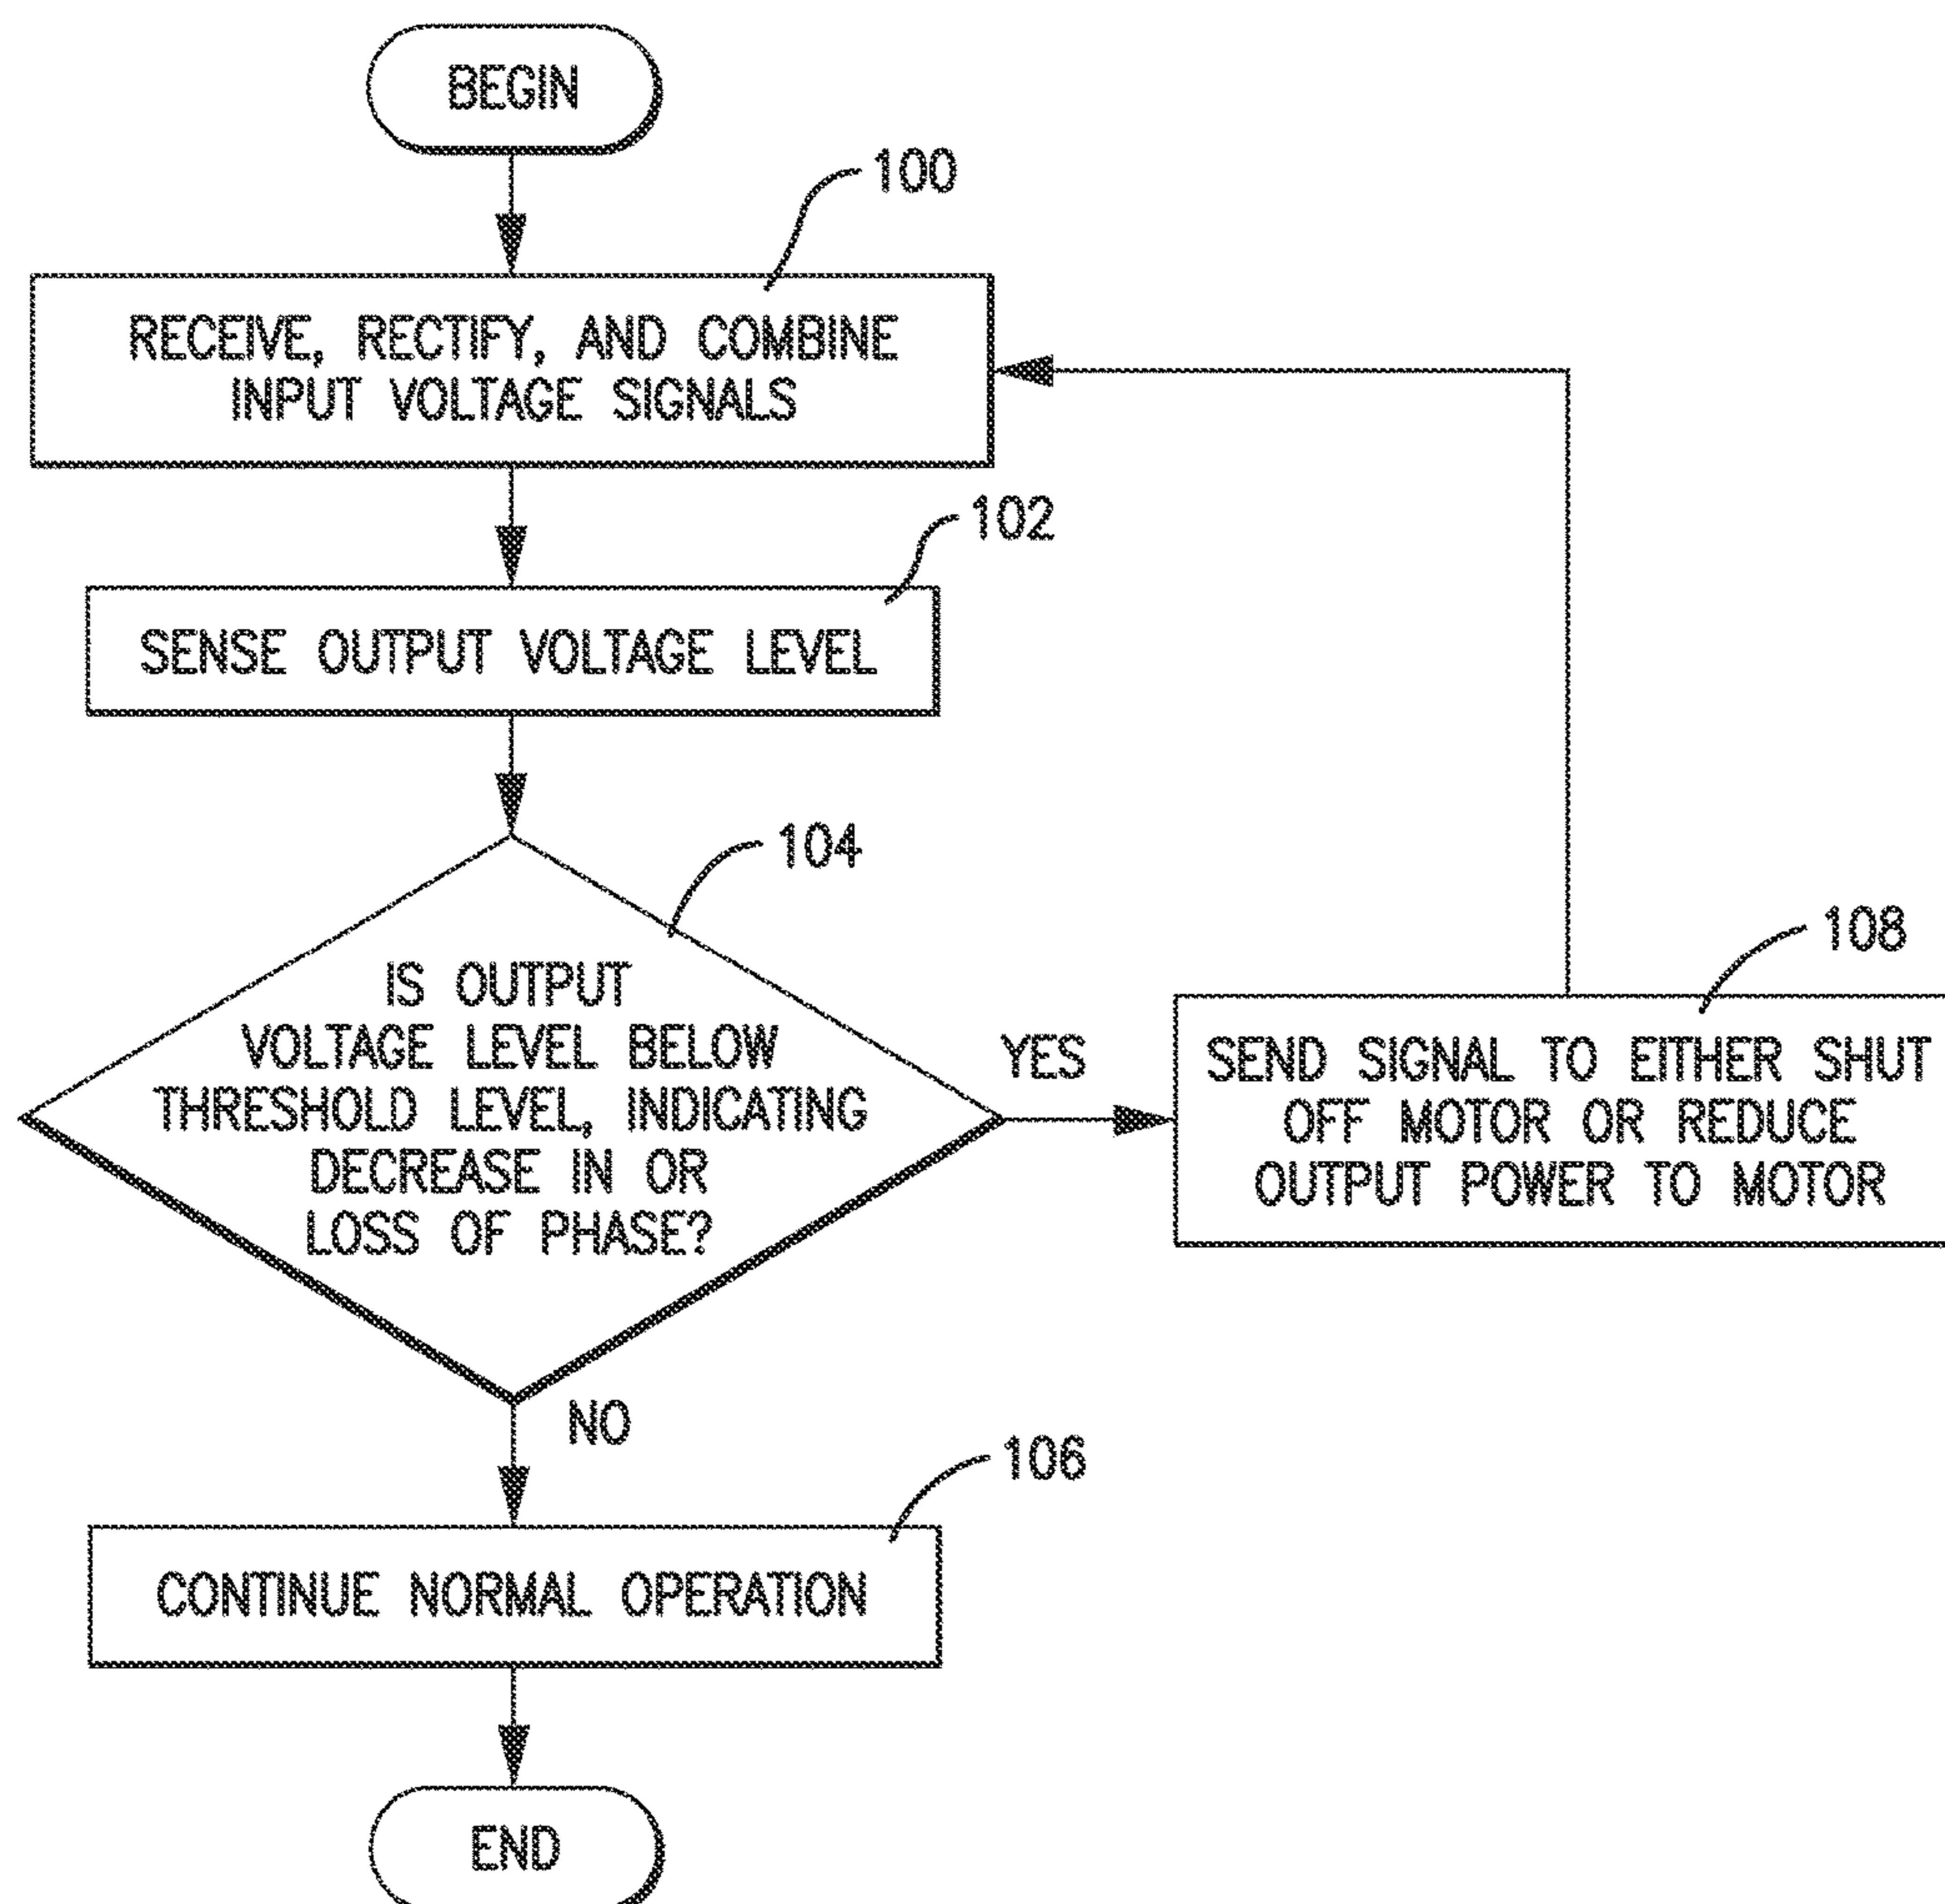 BEGIN
100
RECEIVE, RECTIFY, AND COMBINE
INPUT VOLTAGE SIGNALS
102
SENSE OUTPUT VOLTAGE LEVEL
104
IS OUTPUT
VOLTAGE LEVEL BELOW
THRESHOLD LEVEL, INDICATING
DECREASE IN OR
LOSS OF PHASE?
YES
108
SEND SIGNAL TO EITHER SHUT
OFF MOTOR OR REDUCE
OUTPUT POWER TO MOTOR
NO
106
CONTINUE NORMAL OPERATION
END